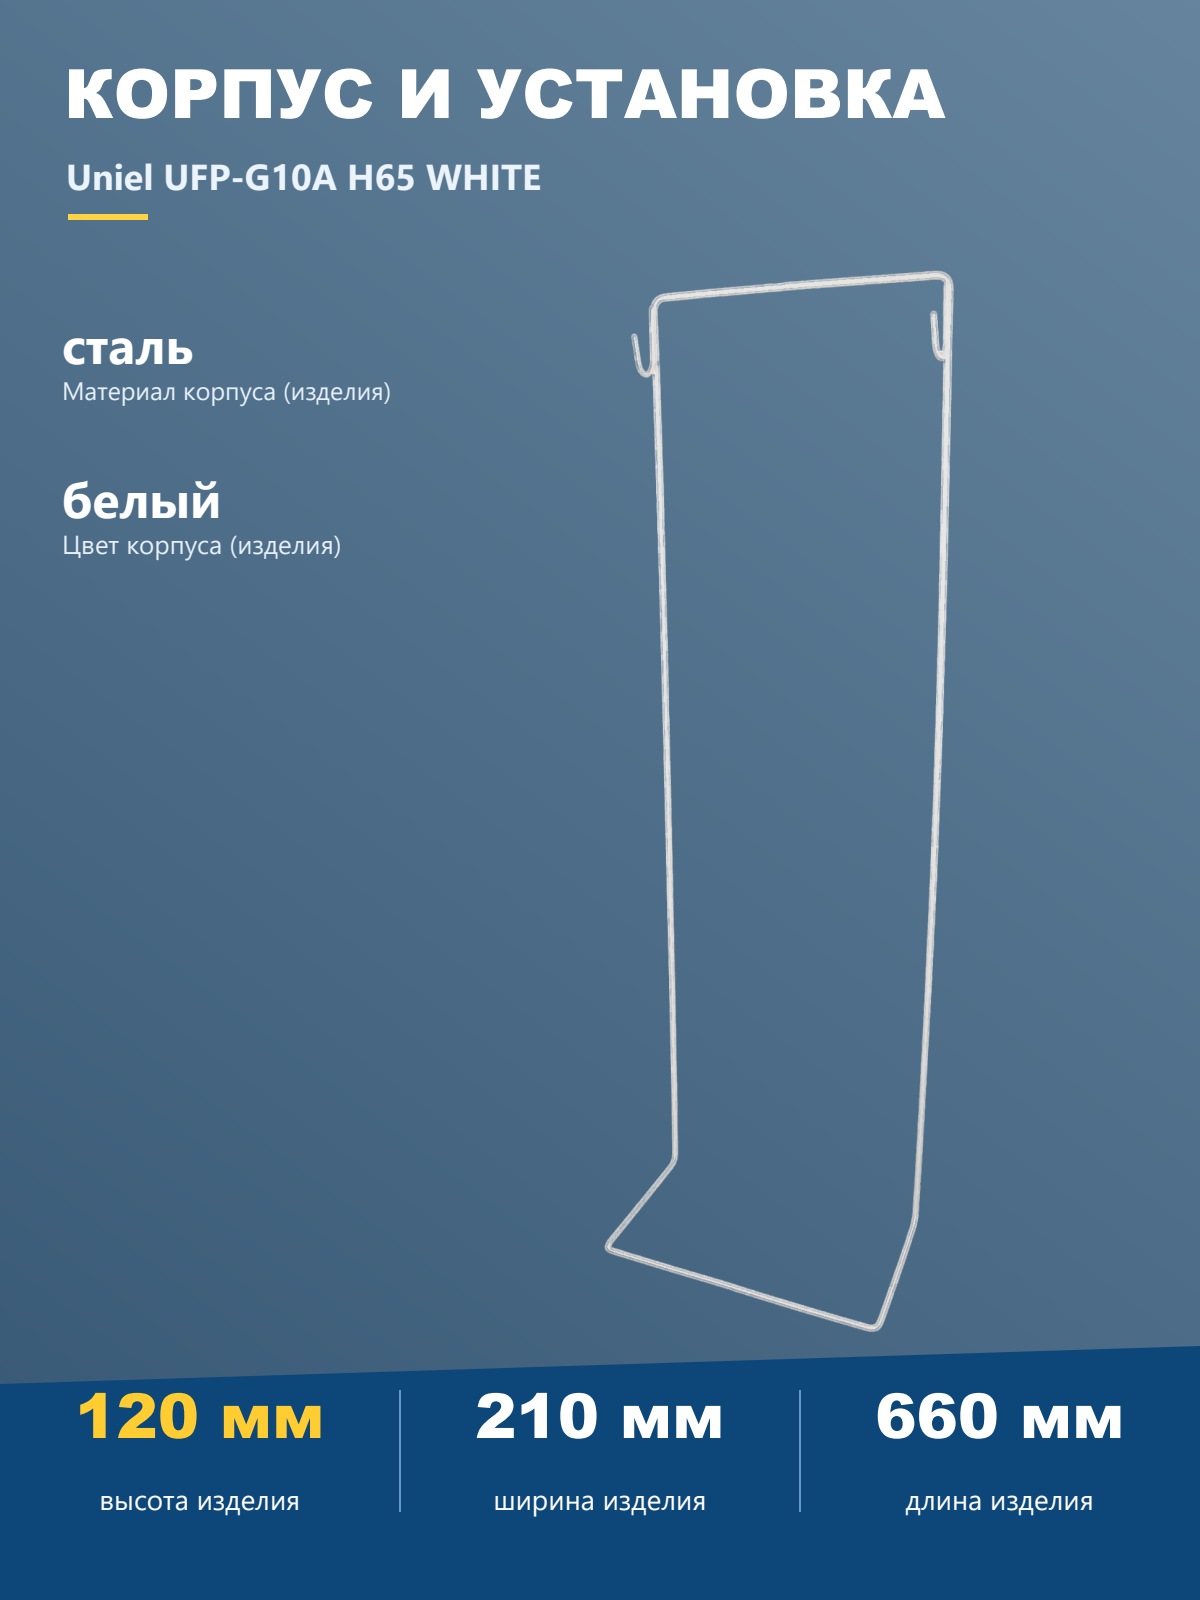 КОРПУС И УСТАНОВКА
Uniel UFP-G10A H65 WHITE
сталь
Материал корпуса (изделия)
белый
Цвет корпуса (изделия)
120 мм
высота изделия
210 мм
ширина изделия
660 мм
длина изделия